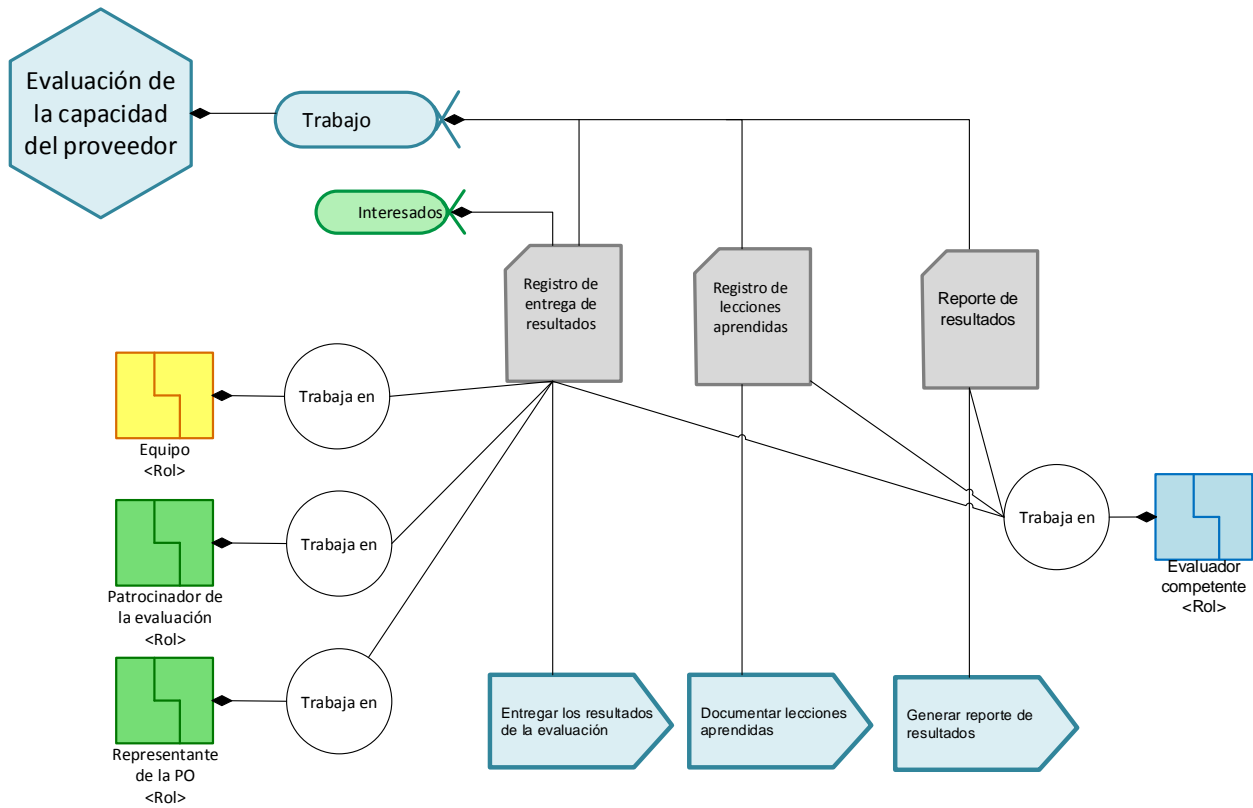 Evaluación de
la capacidad
del proveedor
Trabajo
Interesados
Registro de
entrega de
resultados
Registro de
lecciones
aprendidas
Reporte de
resultados
Trabaja en
Equipo
<Rol>
Trabaja en
Patrocinador de
la evaluación
<Rol>
Trabaja en
Representante
de la PO
<Rol>
Trabaja en
Evaluador
competente
<Rol>
Entregar los resultados
de la evaluación
Documentar lecciones
aprendidas
Generar reporte de
resultados